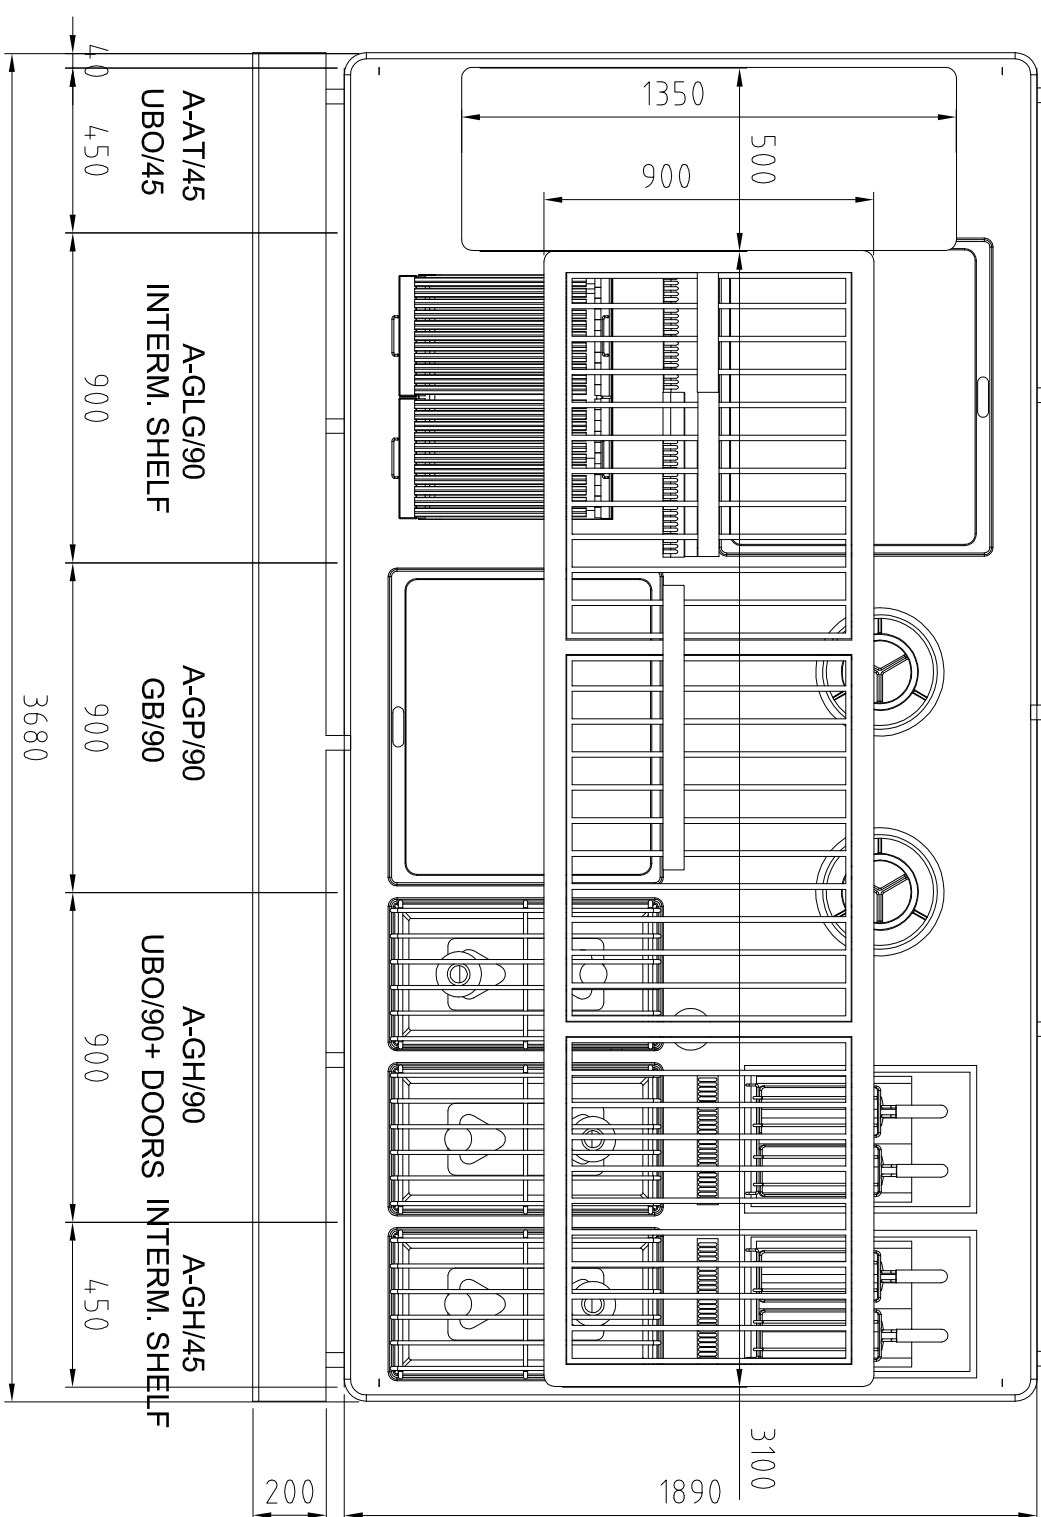 40
450
A-AT/45
UBO/45
900
A-GLG/90
INTERM. SHELF
900
A-GP/90
GB/90
900
A-GH/90
UBO/90+ DOORS
450
A-GH/45
INTERM. SHELF
3680
200
1350
900
500
3100
1890